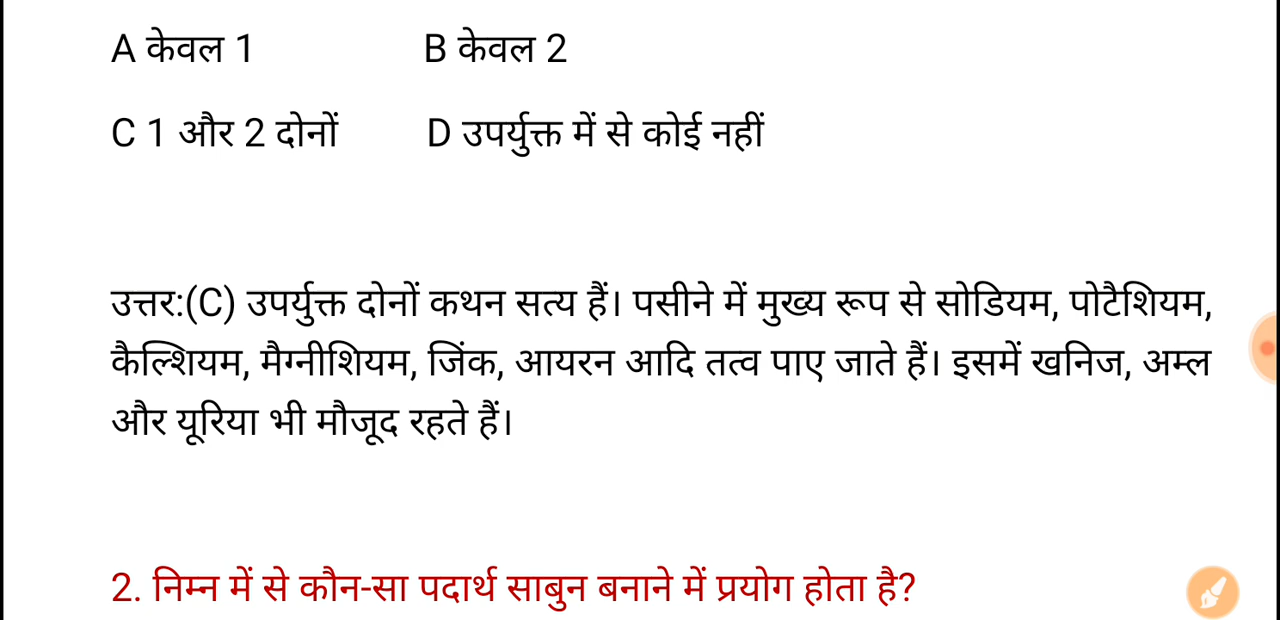 A केवल 1 B केवल 2
C 1 और 2 दोनों D उपर्युक्त में से कोई नहीं
उत्तर:(C) उपर्युक्त दोनों कथन सत्य हैं। पसीने में मुख्य रूप से सोडियम, पोटैशियम,
कैल्शियम, मैग्नीशियम, जिंक, आयरन आदि तत्व पाए जाते हैं। इसमें खनिज, अम्ल
और यूरिया भी मौजूद रहते हैं।
2. निम्न में से कौन-सा पदार्थ साबुन बनाने में प्रयोग होता है?